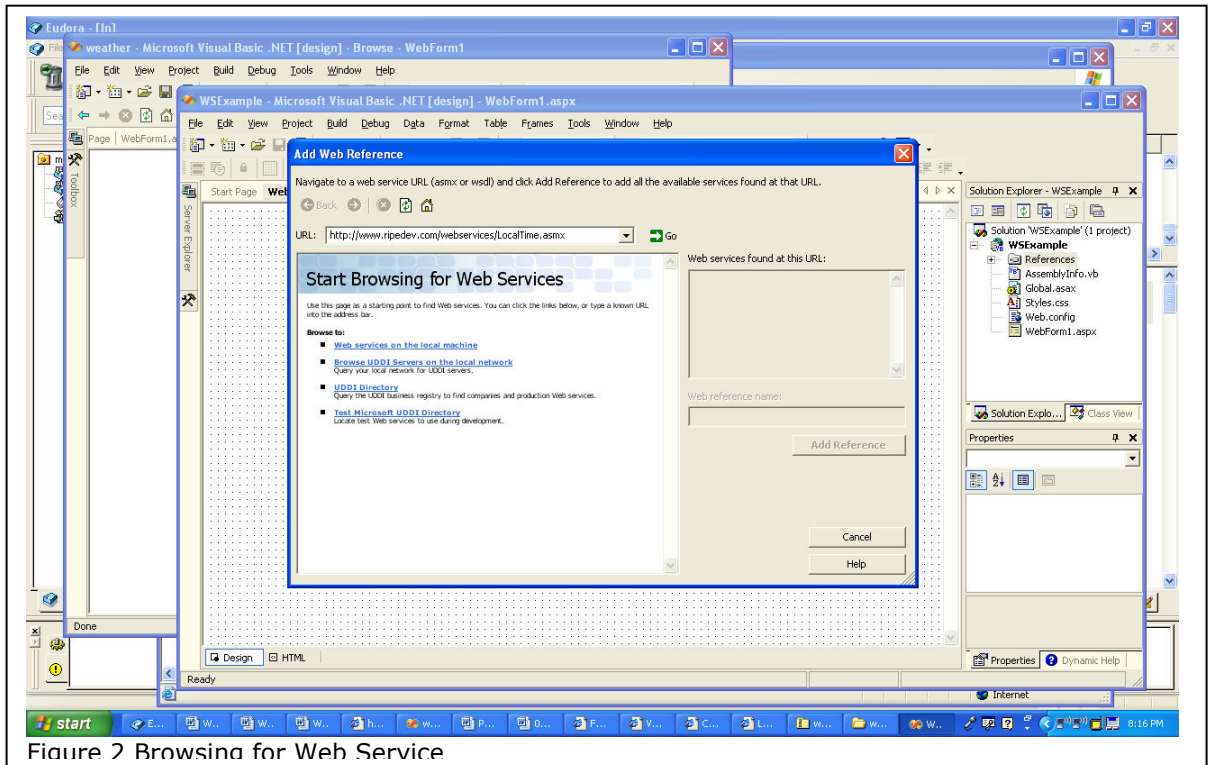 Eudora - [In]
File
weather - Microsoft Visual Basic .NET [design] - Browse - WebForm1
File Edit View Project Build Debug Tools Window Help
Page WebForm1.a
Toolbox
WSExample - Microsoft Visual Basic .NET [design] - WebForm1.aspx
File Edit View Project Build Debug Data Format Table Frames Tools Window Help
Start Page
Server Explorer
Add Web Reference
Navigate to a web service URL (asmx or wsdl) and click Add Reference to add all the available services found at that URL.
Back
URL: http://www.ripedev.com/webservices/LocalTime.asmx Go
Start Browsing for Web Services
Use this page as a starting point to find Web services. You can click the links below, or type a known URL
into the address bar.
Browse to:
Web services on the local machine
Browse UDDI Servers on the local network
Query your local network for UDDI servers.
UDDI Directory
Query the UDDI business registry to find companies and production Web services.
Test Microsoft UDDI Directory
Locate test Web services to use during development.
Web services found at this URL:
Web reference name:
Add Reference
Cancel
Help
Solution Explorer - WSExample
Solution 'WSExample' (1 project)
WSExample
References
AssemblyInfo.vb
Global.asax
Styles.css
Web.config
WebForm1.aspx
Solution Explo... Class View
Properties
Properties Dynamic Help
Design HTML
Done
Ready
Internet
start E... W... W... W... h... w... P... 0... F... V... C... L... w... w... W... 8:16 PM
Figure 2 Browsing for Web Service